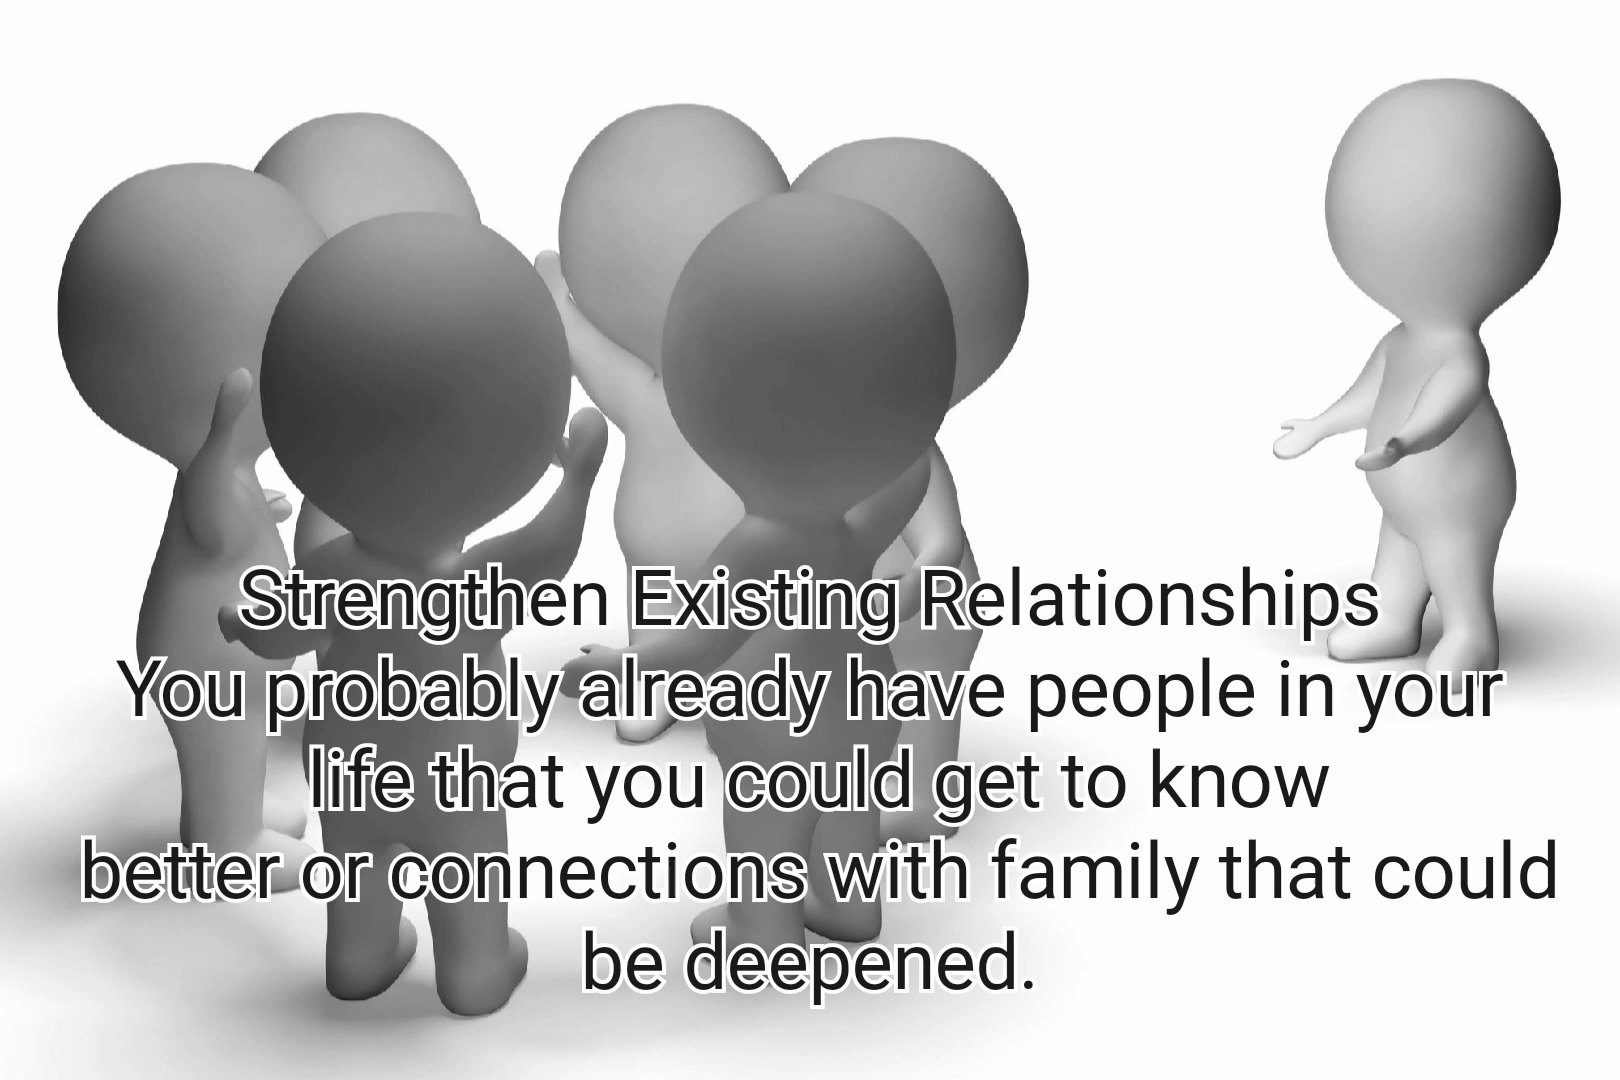 Strengthen Existing Relationships
You probably already have people in your
life that you could get to know
better or connections with family that could
be deepened.